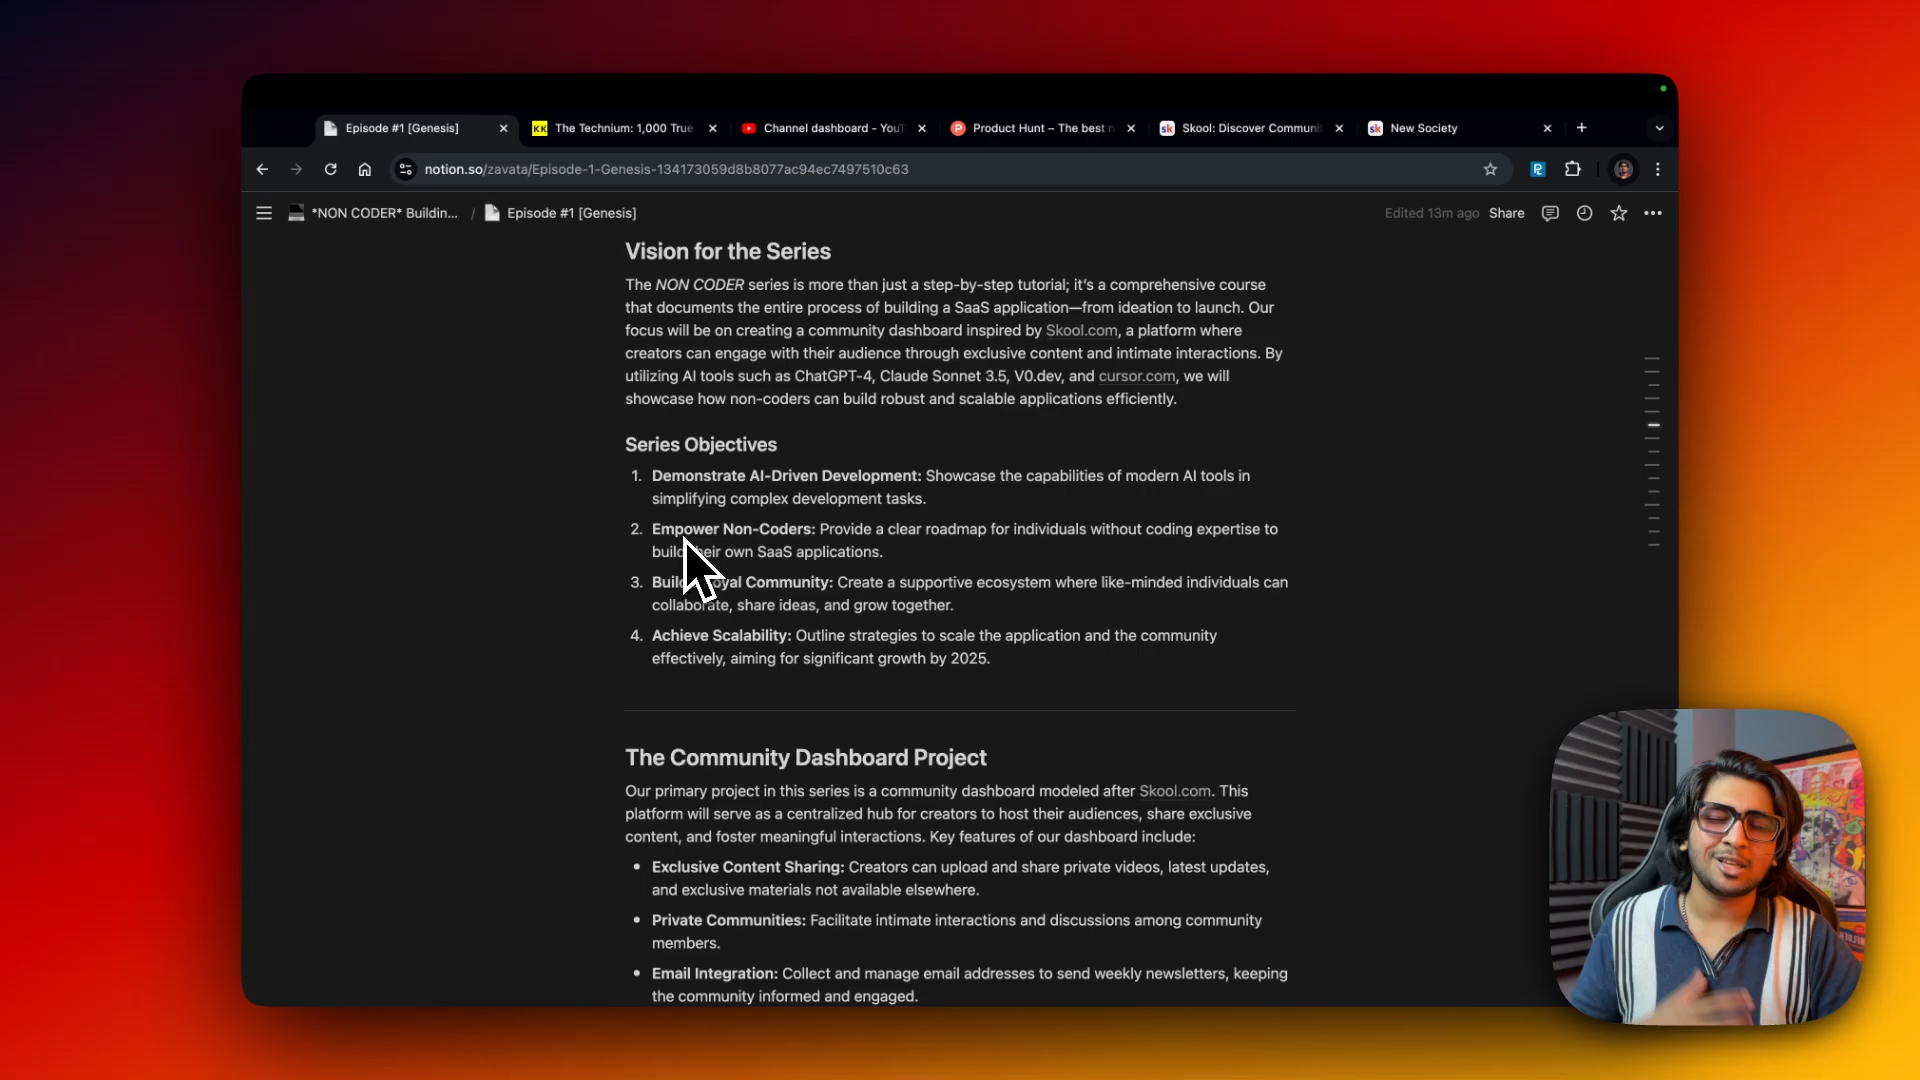 Episode #1 [Genesis]
KK
The Technium: 1,000 True
Channel dashboard - YouT
Product Hunt – The best n
sk
Skool: Discover Communi
sk
New Society
notion.so/zavata/Episode-1-Genesis-134173059d8b8077ac94ec7497510c63
*NON CODER* Buildin... / Episode #1 [Genesis]
Edited 13m ago Share
Vision for the Series
The NON CODER series is more than just a step-by-step tutorial; it's a comprehensive course
that documents the entire process of building a SaaS application—from ideation to launch. Our
focus will be on creating a community dashboard inspired by Skool.com, a platform where
creators can engage with their audience through exclusive content and intimate interactions. By
utilizing AI tools such as ChatGPT-4, Claude Sonnet 3.5, V0.dev, and cursor.com, we will
showcase how non-coders can build robust and scalable applications efficiently.
Series Objectives
1. Demonstrate AI-Driven Development: Showcase the capabilities of modern AI tools in
simplifying complex development tasks.
2. Empower Non-Coders: Provide a clear roadmap for individuals without coding expertise to
build their own SaaS applications.
3. Build Loyal Community: Create a supportive ecosystem where like-minded individuals can
collaborate, share ideas, and grow together.
4. Achieve Scalability: Outline strategies to scale the application and the community
effectively, aiming for significant growth by 2025.
The Community Dashboard Project
Our primary project in this series is a community dashboard modeled after Skool.com. This
platform will serve as a centralized hub for creators to host their audiences, share exclusive
content, and foster meaningful interactions. Key features of our dashboard include:
• Exclusive Content Sharing: Creators can upload and share private videos, latest updates,
and exclusive materials not available elsewhere.
• Private Communities: Facilitate intimate interactions and discussions among community
members.
• Email Integration: Collect and manage email addresses to send weekly newsletters, keeping
the community informed and engaged.